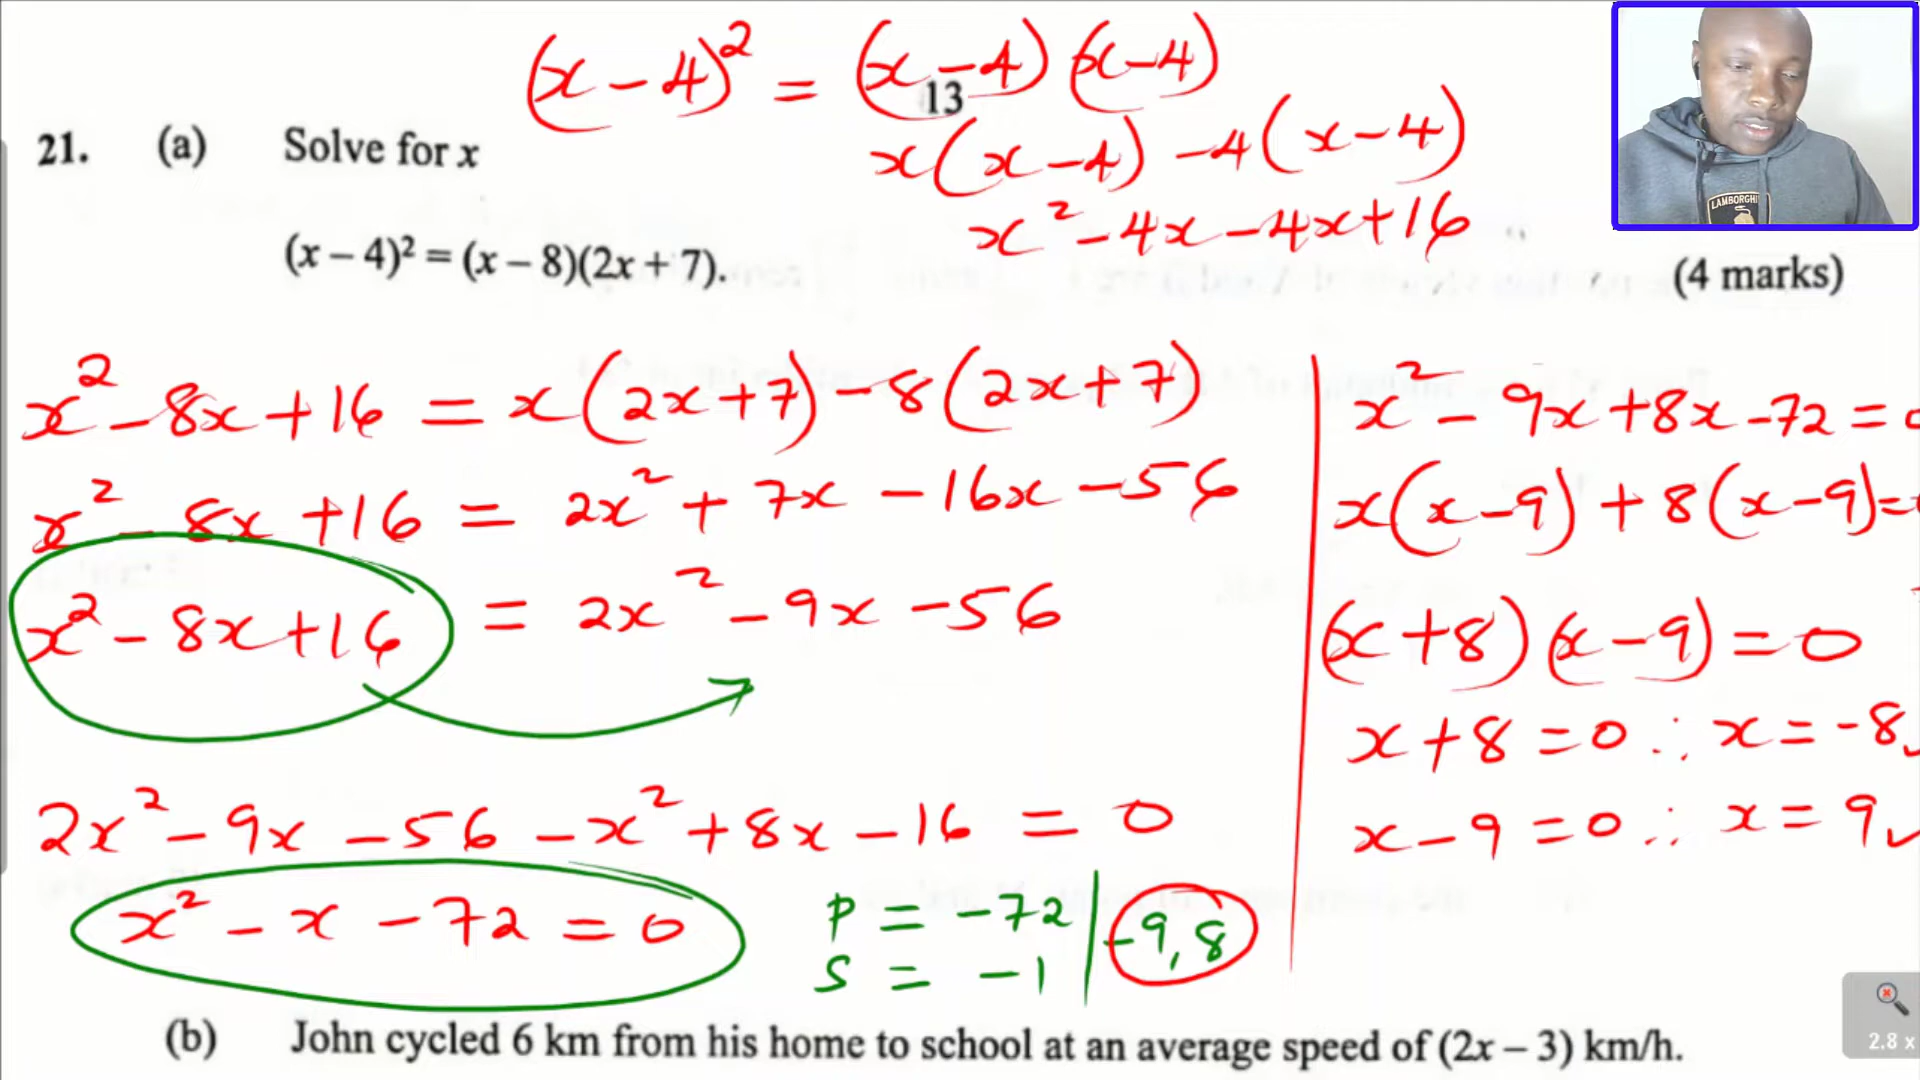 (x – 4)² = (x – 4)(x – 4)
13
x(x – 4) – 4(x – 4)
x² – 4x – 4x + 16
21. (a) Solve for x
(x – 4)² = (x – 8)(2x + 7).
(4 marks)
LAMBORGHI
x² – 8x + 16 = x(2x + 7) – 8(2x + 7)
x² – 8x + 16 = 2x² + 7x – 16x – 56
x² – 8x + 16 = 2x² – 9x – 56
2x² – 9x – 56 – x² + 8x – 16 = 0
x² – x – 72 = 0
P = –72
S = –1
–9, 8
x² – 9x + 8x – 72 = 0
x(x – 9) + 8(x – 9) =
(x + 8)(x – 9) = 0
x + 8 = 0 ∴ x = –8
x – 9 = 0 ∴ x = 9
(b) John cycled 6 km from his home to school at an average speed of (2x – 3) km/h.
2.8 x